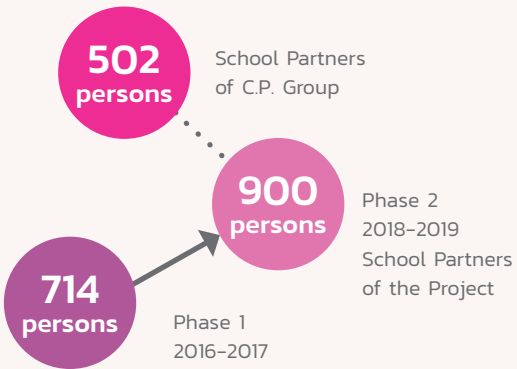 502
persons
School Partners
of C.P. Group
900
persons
Phase 2
2018-2019
School Partners
of the Project
714
persons
Phase 1
2016-2017